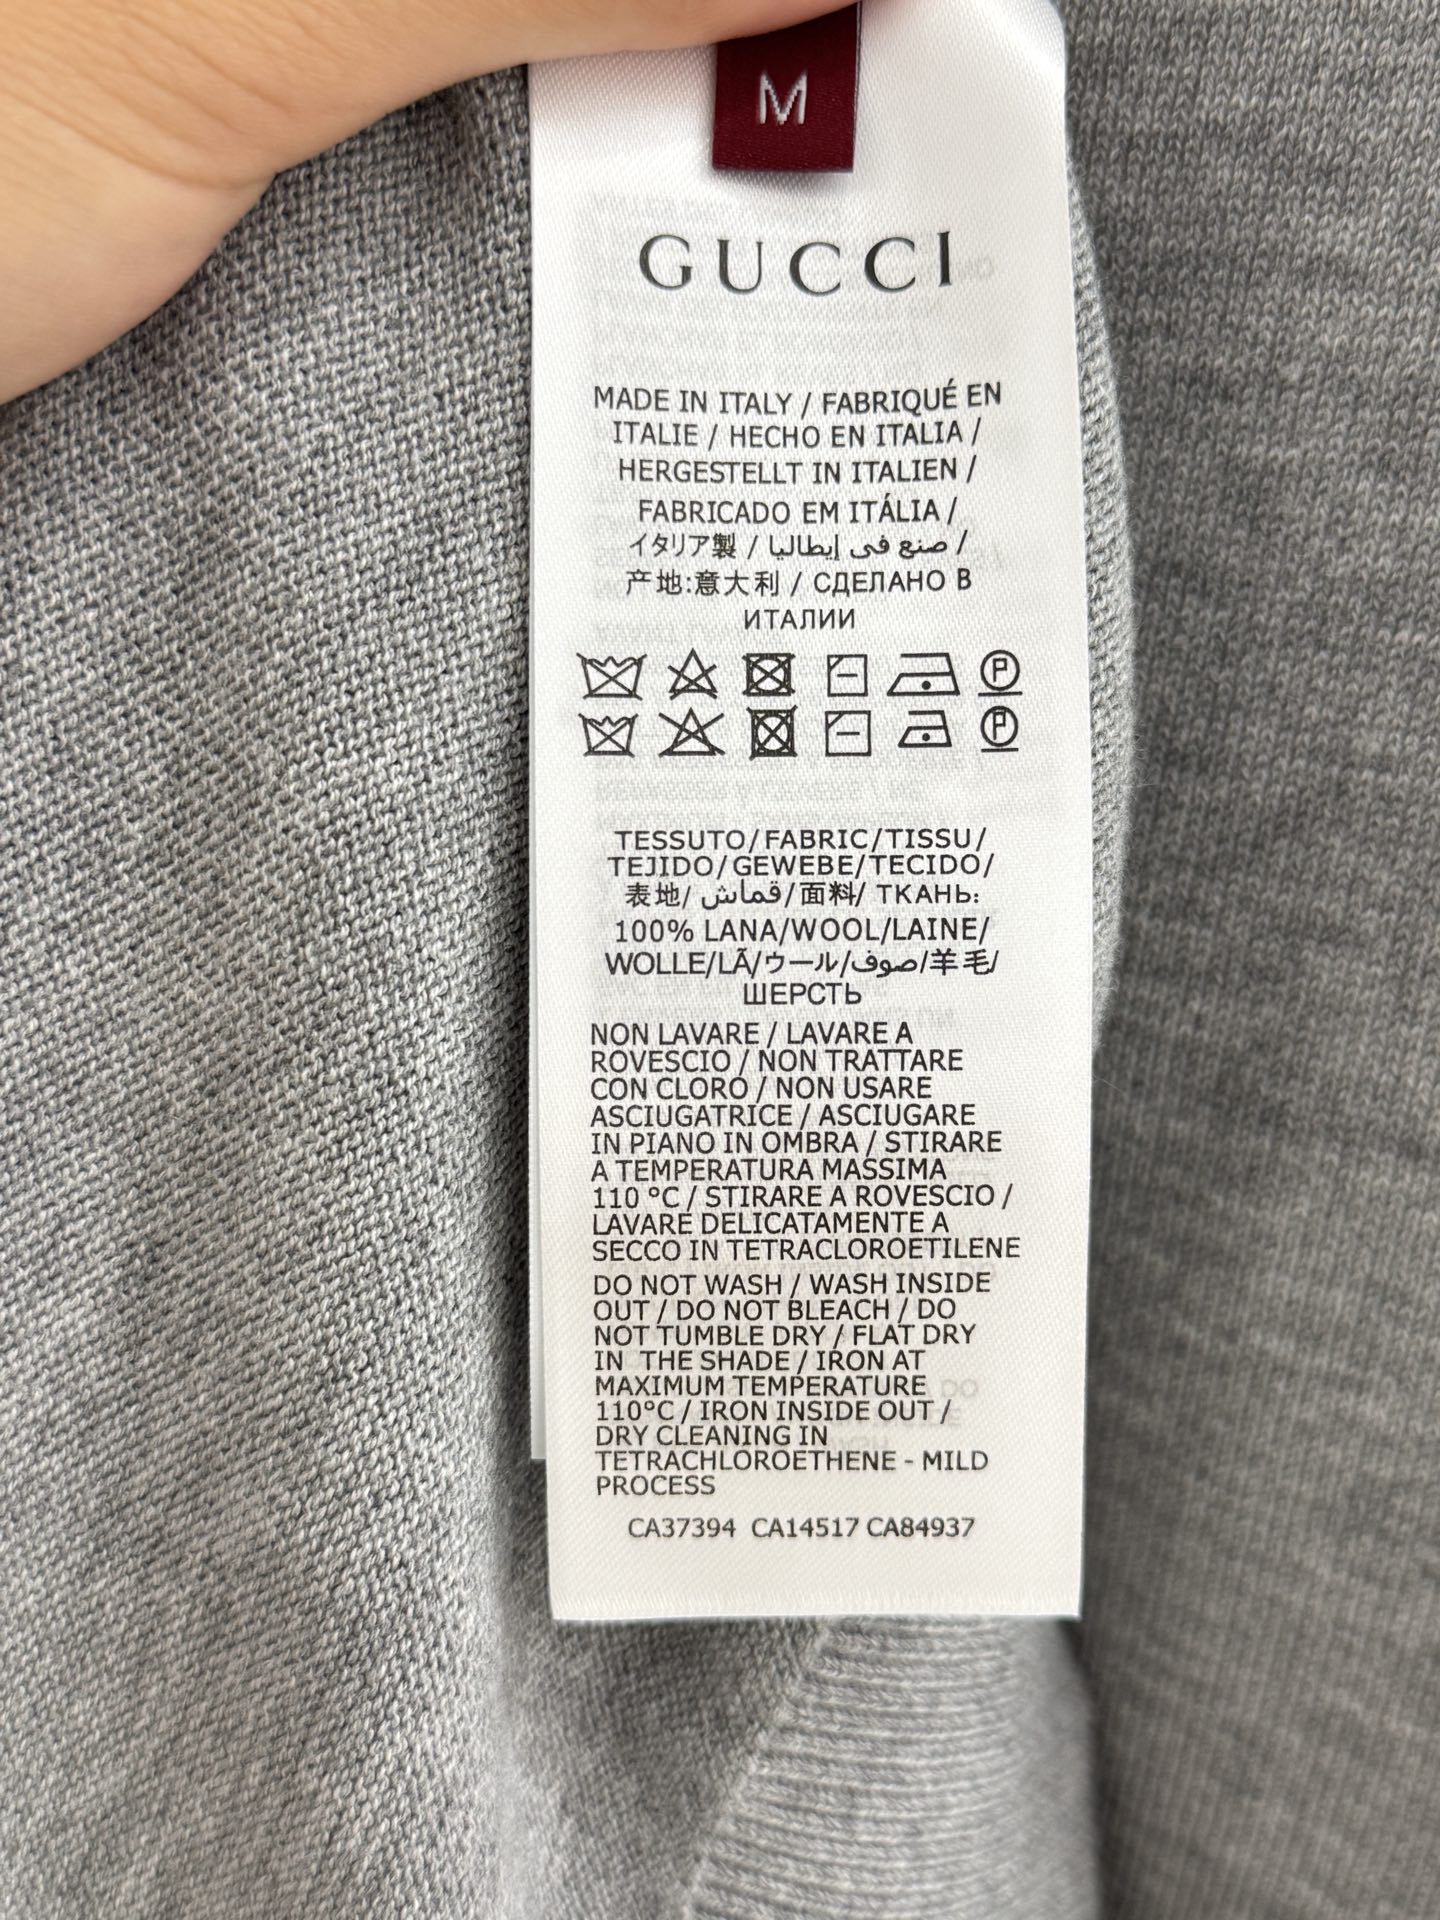 M
GUCCI
MADE IN ITALY / FABRIQUÉ EN
ITALIE / HECHO EN ITALIA /
HERGESTELLT IN ITALIEN /
FABRICADO EM ITÁLIA /
イタリア製 / صنع في إيطاليا /
产地:意大利 / СДЕЛАНО В
ИТАЛИИ
P
P
TESSUTO/FABRIC/TISSU/
TEJIDO/GEWEBE/TECIDO/
表地/ قماش/面料/ ТКАНЬ:
100% LANA/WOOL/LAINE/
WOLLE/LÃ/ウール/صوف/羊毛/
ШЕРСТЬ
NON LAVARE / LAVARE A
ROVESCIO / NON TRATTARE
CON CLORO / NON USARE
ASCIUGATRICE / ASCIUGARE
IN PIANO IN OMBRA / STIRARE
A TEMPERATURA MASSIMA
110 °C / STIRARE A ROVESCIO /
LAVARE DELICATAMENTE A
SECCO IN TETRACLOROETILENE
DO NOT WASH / WASH INSIDE
OUT / DO NOT BLEACH / DO
NOT TUMBLE DRY / FLAT DRY
IN THE SHADE / IRON AT
MAXIMUM TEMPERATURE
110°C / IRON INSIDE OUT /
DRY CLEANING IN
TETRACHLOROETHENE - MILD
PROCESS
CA37394 CA14517 CA84937